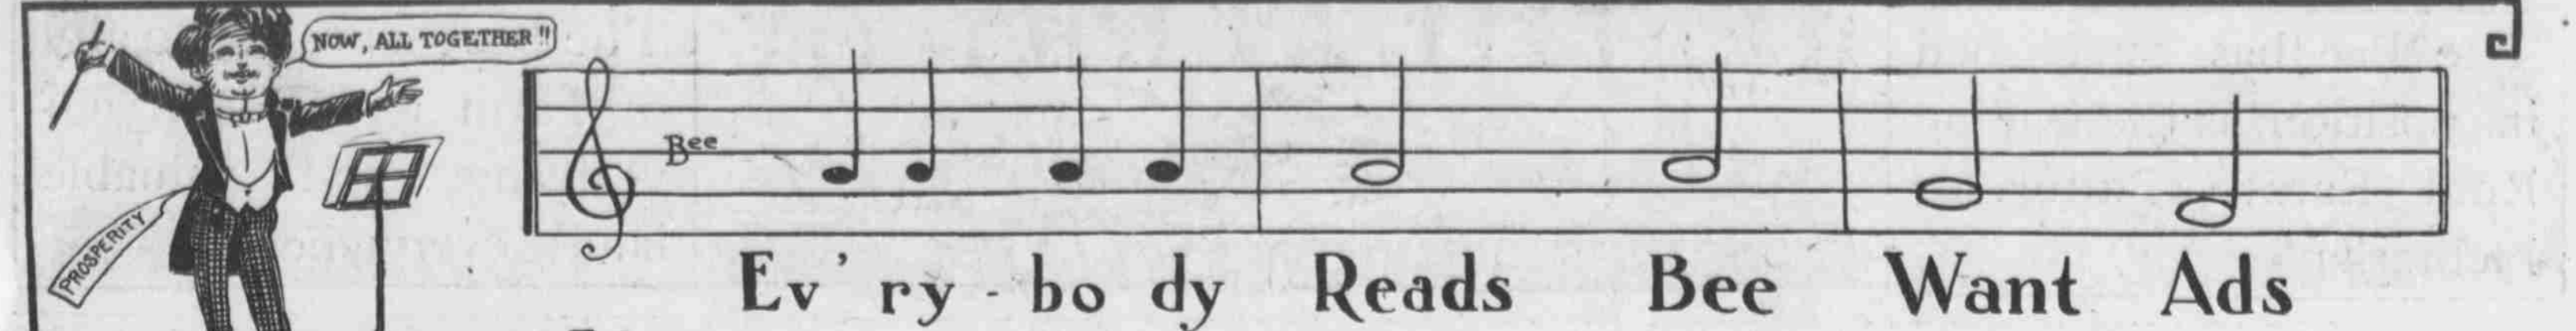 NOW, ALL TOGETHER!!
Bee
PROSPERITY
Ev' ry - bo dy Reads Bee Want Ads